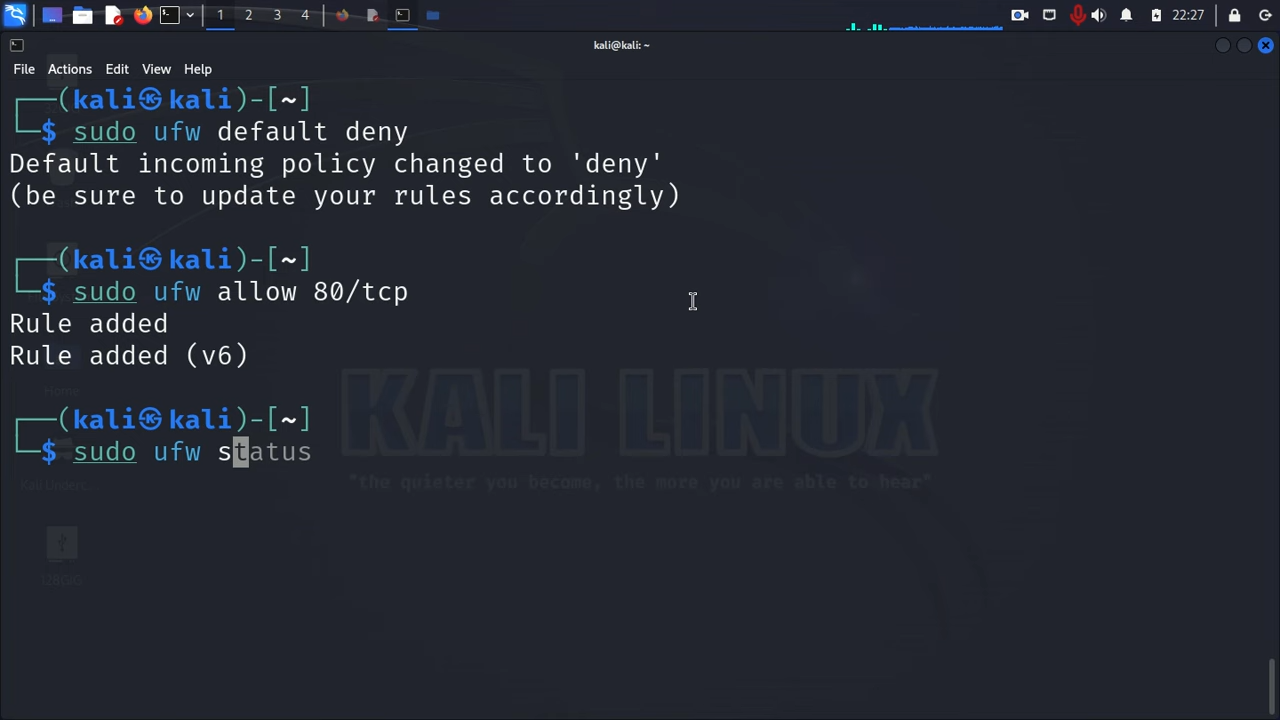 1 2 3 4
22:27
kali@kali: ~
File Actions Edit View Help
┌──(kali㉿kali)-[~]
└─$ sudo ufw default deny
Default incoming policy changed to 'deny'
(be sure to update your rules accordingly)
┌──(kali㉿kali)-[~]
└─$ sudo ufw allow 80/tcp
Rule added
Rule added (v6)
Home
┌──(kali㉿kali)-[~]
└─$ sudo ufw status
KALI LINUX
"the quieter you become, the more you are able to hear"